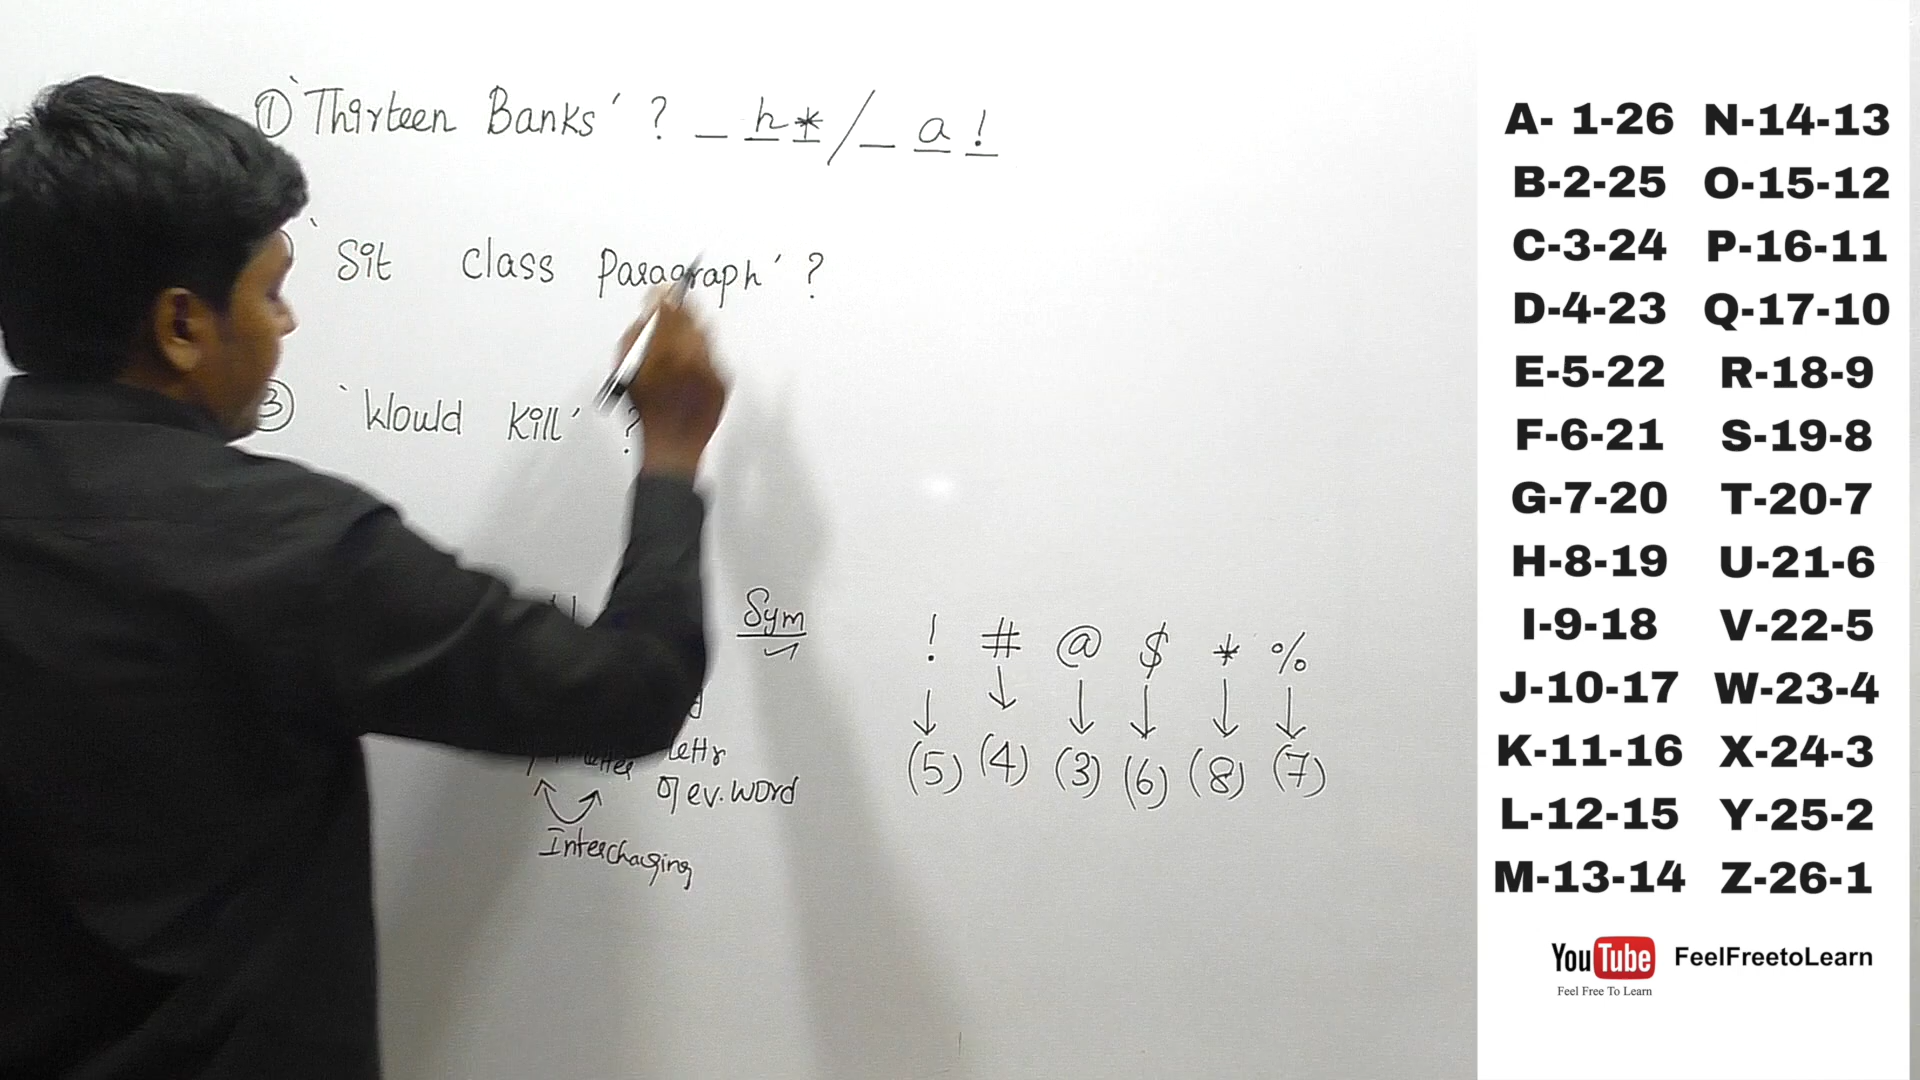 ① 'Thirteen Banks' ? _ h * / _ a !
'Sit class Paragraph' ?
③ 'Would kill' ?
Sym
! # @ $ * %
(5) (4) (3) (6) (8) (7)
letter lettr
of ev. word
Interchanging
A- 1-26 N-14-13
B-2-25 O-15-12
C-3-24 P-16-11
D-4-23 Q-17-10
E-5-22 R-18-9
F-6-21 S-19-8
G-7-20 T-20-7
H-8-19 U-21-6
I-9-18 V-22-5
J-10-17 W-23-4
K-11-16 X-24-3
L-12-15 Y-25-2
M-13-14 Z-26-1
YouTube FeelFreetoLearn
Feel Free To Learn